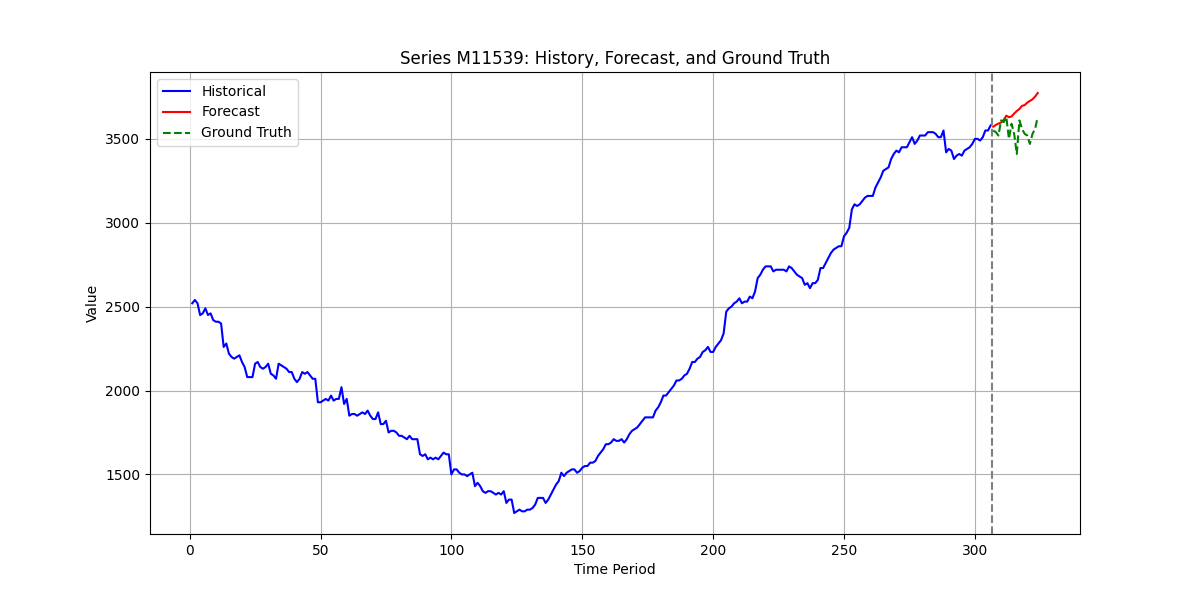 Series M11539: History, Forecast, and Ground Truth
Historical
Forecast
Ground Truth
Value
3500
3000
2500
2000
1500
0 50 100 150 200 250 300
Time Period